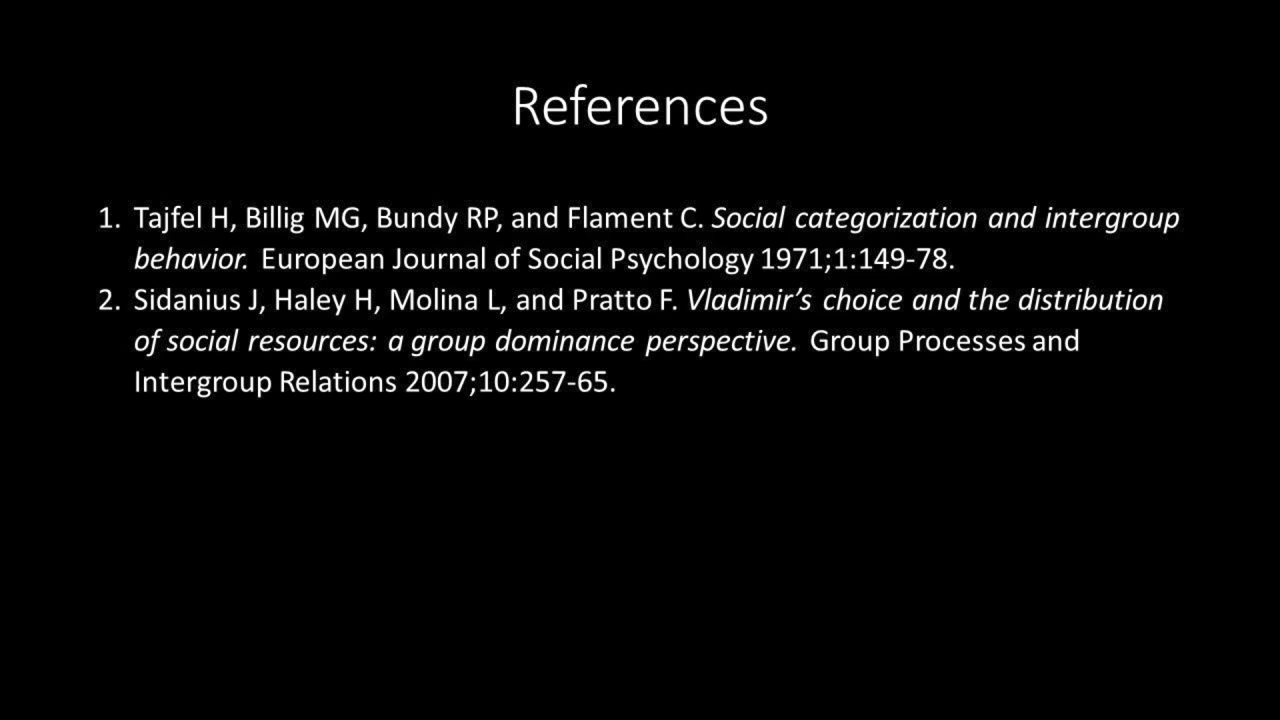 References
1. Tajfel H, Billig MG, Bundy RP, and Flament C. Social categorization and intergroup
behavior. European Journal of Social Psychology 1971;1:149-78.
2. Sidanius J, Haley H, Molina L, and Pratto F. Vladimir’s choice and the distribution
of social resources: a group dominance perspective. Group Processes and
Intergroup Relations 2007;10:257-65.